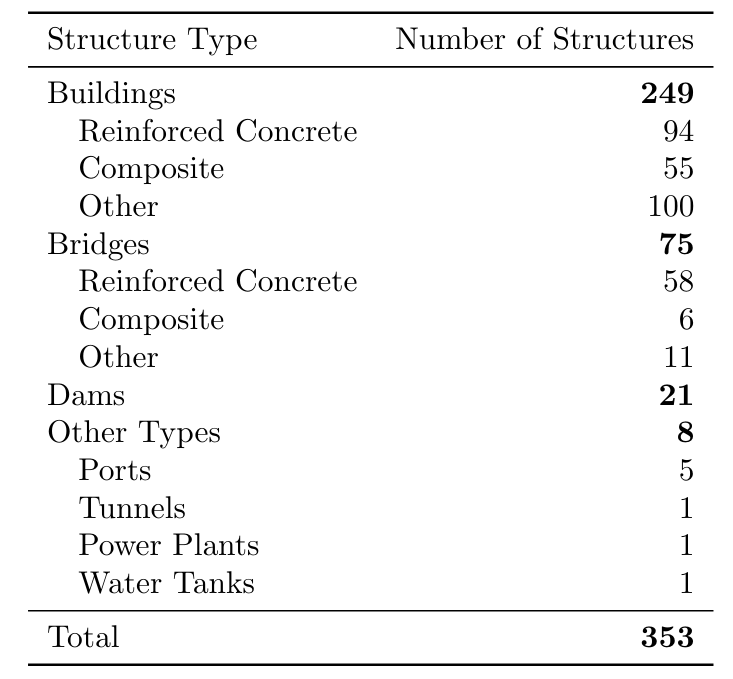 Structure Type Number of Structures
Buildings 249
Reinforced Concrete 94
Composite 55
Other 100
Bridges 75
Reinforced Concrete 58
Composite 6
Other 11
Dams 21
Other Types 8
Ports 5
Tunnels 1
Power Plants 1
Water Tanks 1
Total 353